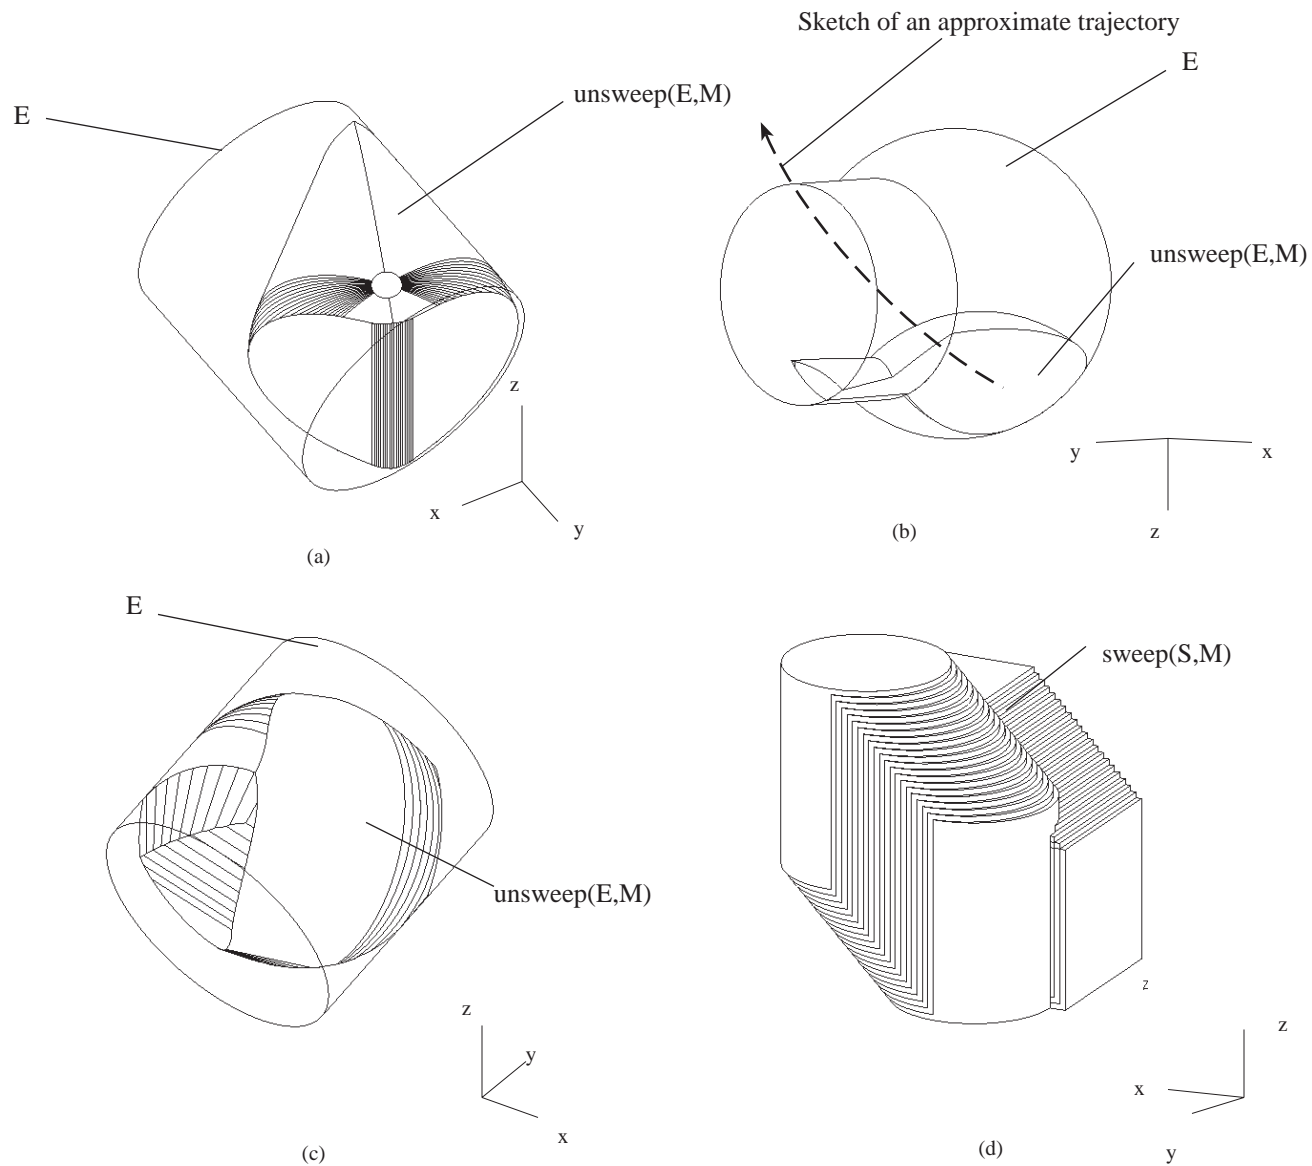 Sketch of an approximate trajectory
E
unsweep(E,M)
E
unsweep(E,M)
z
x
y
(a)
y
x
z
(b)
E
unsweep(E,M)
z
y
x
(c)
sweep(S,M)
z
z
x
y
(d)